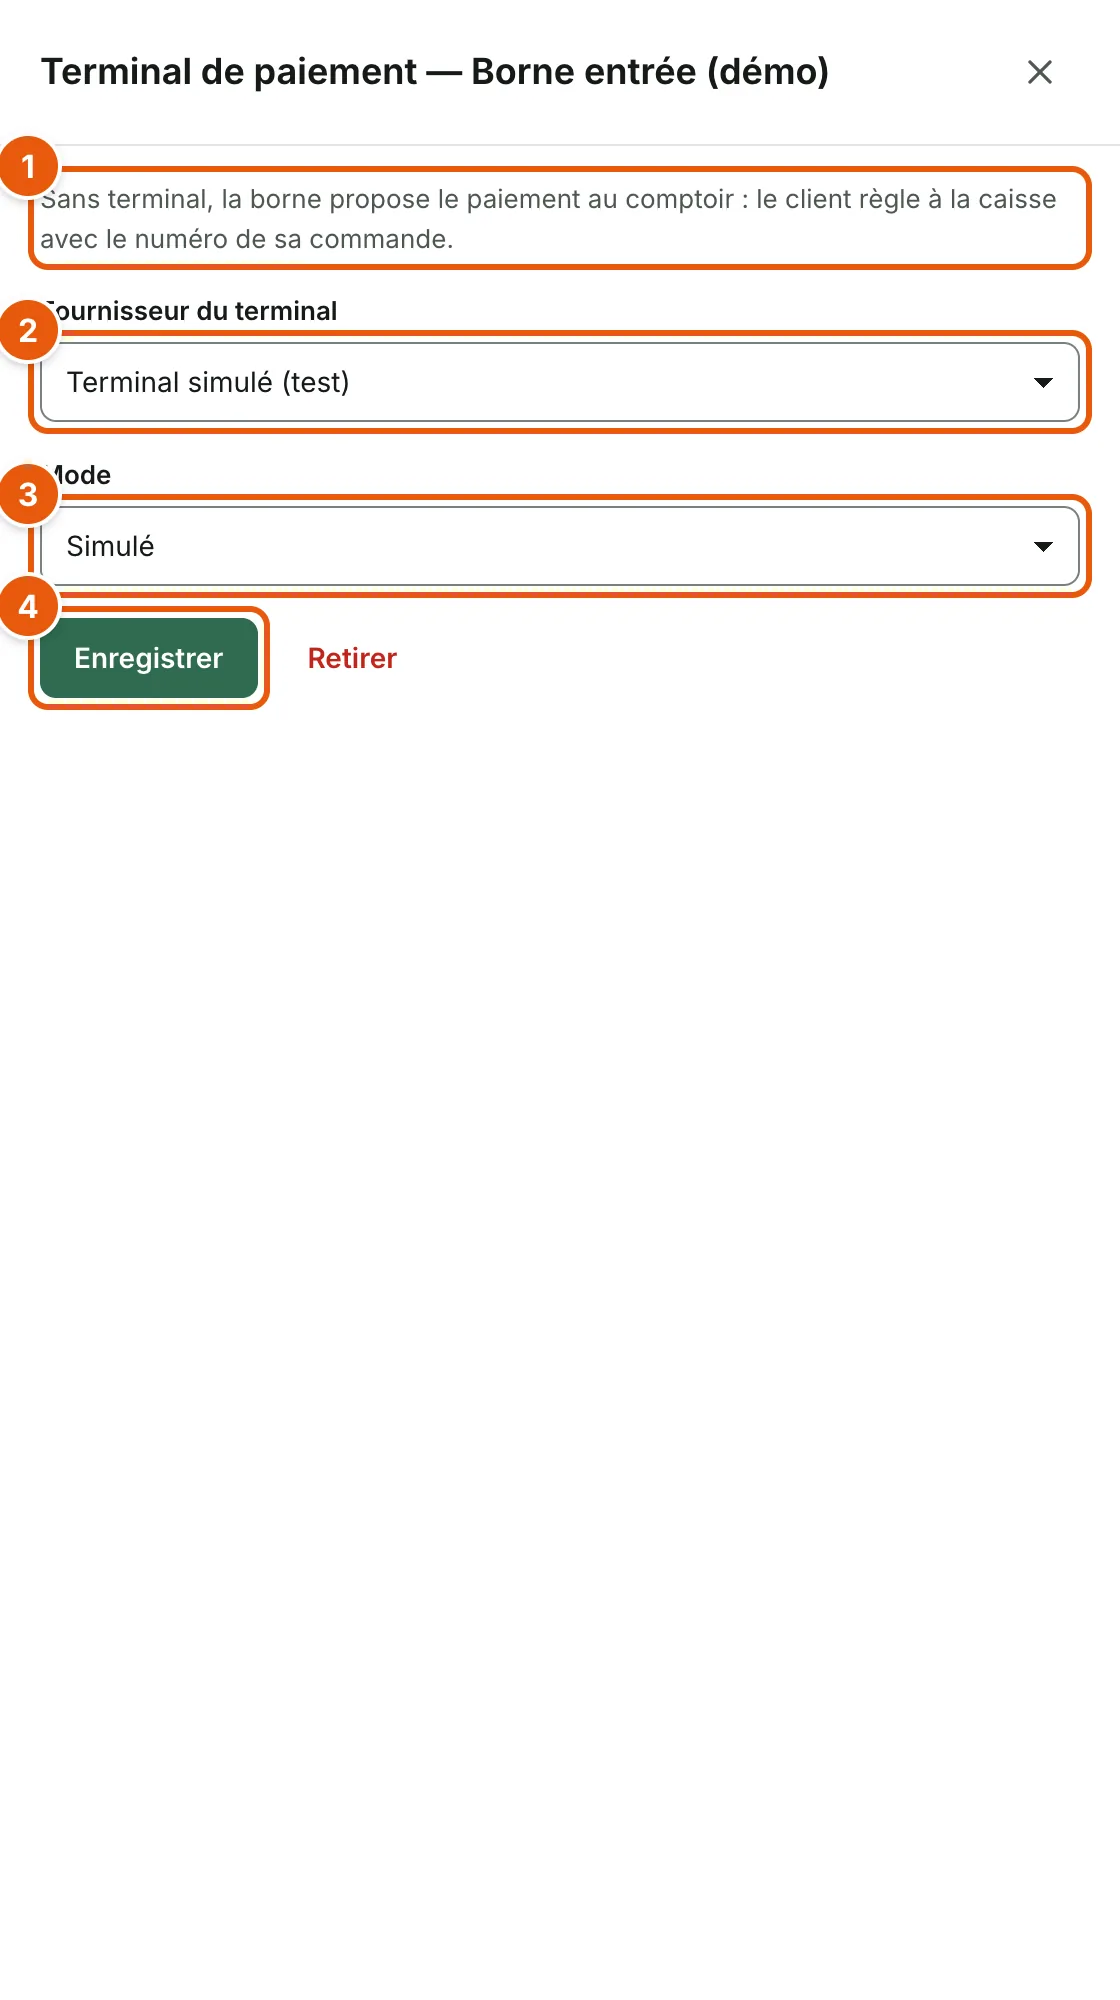 Terminal de paiement — Borne entrée (démo)
1
Sans terminal, la borne propose le paiement au comptoir : le client règle à la caisse
avec le numéro de sa commande.
Fournisseur du terminal
2
Terminal simulé (test)
Mode
3
Simulé
4
Enregistrer
Retirer